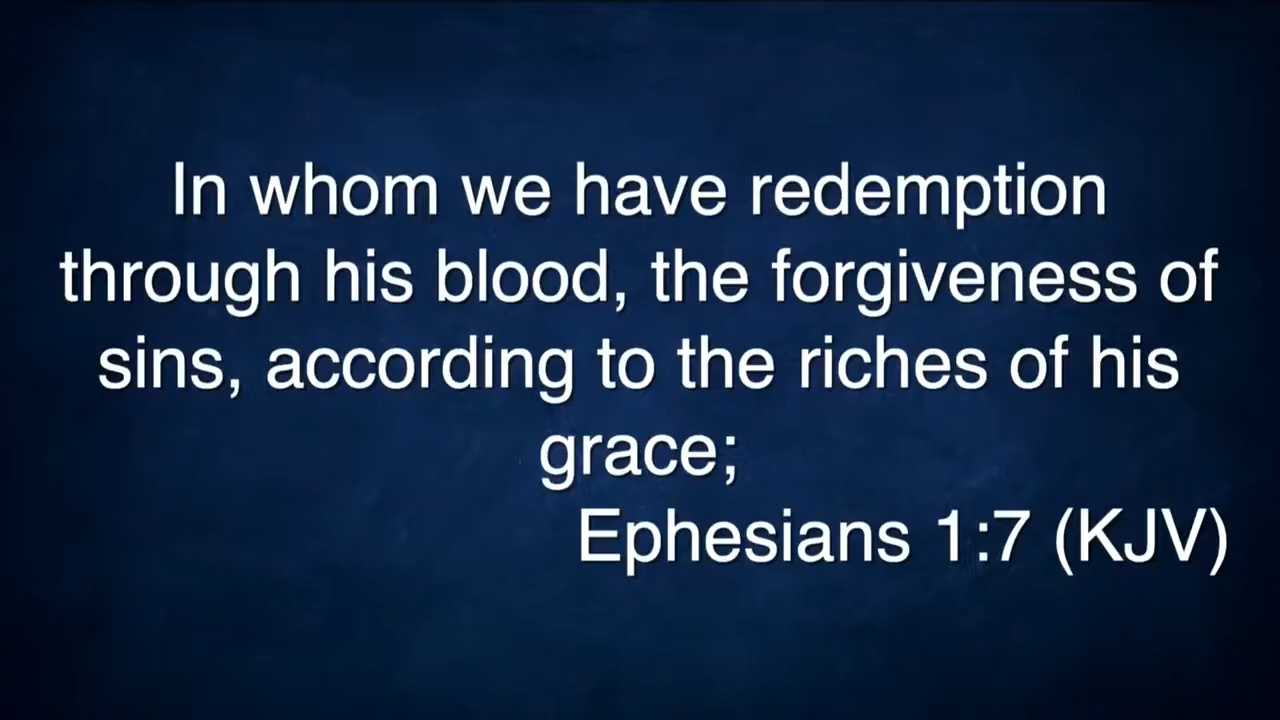 In whom we have redemption
through his blood, the forgiveness of
sins, according to the riches of his
grace;
Ephesians 1:7 (KJV)